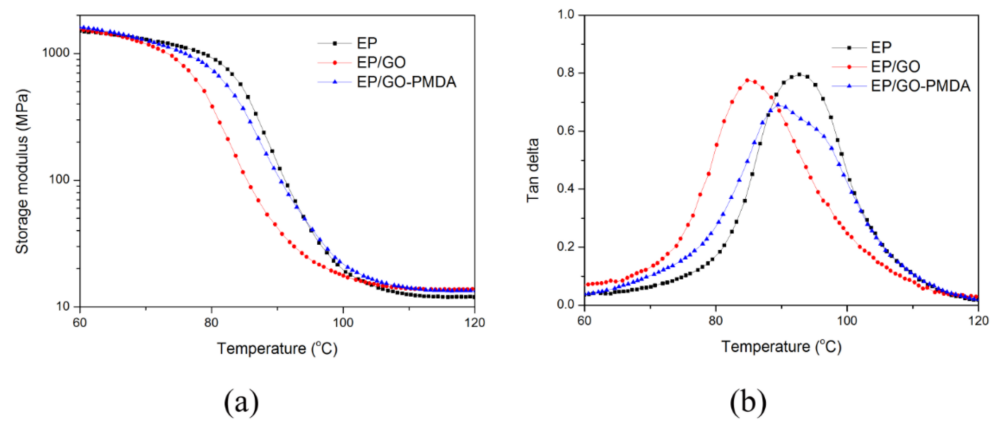 1000
100
10
60
80
100
120
Storage modulus (MPa)
Temperature (°C)
EP
EP/GO
EP/GO-PMDA
(a)
1.0
0.8
0.6
0.4
0.2
0.0
60
80
100
120
Tan delta
Temperature (°C)
EP
EP/GO
EP/GO-PMDA
(b)